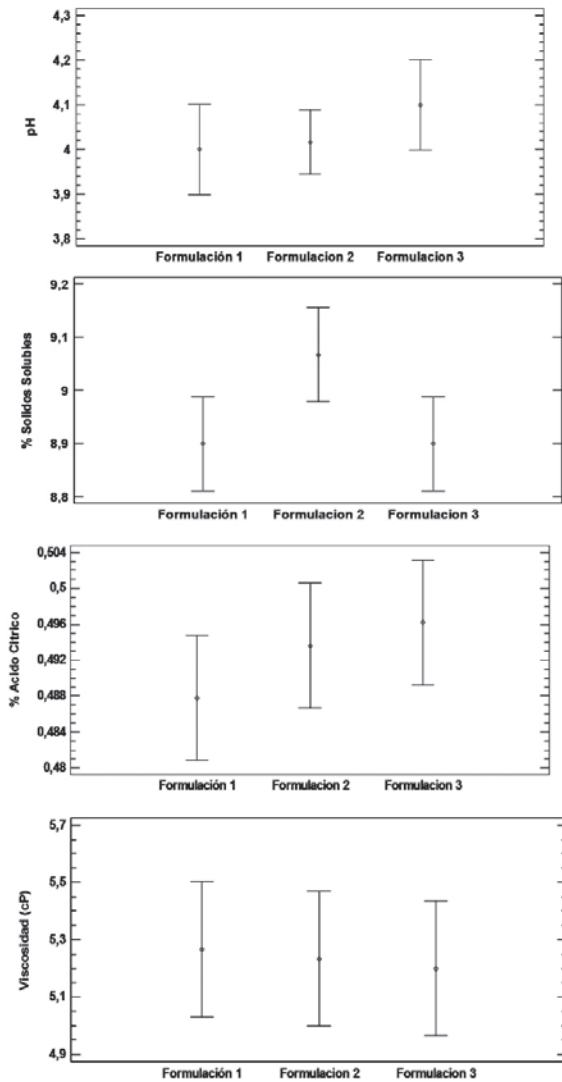 4,3
4,2
4,1
4
3,9
3,8
pH
Formulación 1 Formulacion 2 Formulacion 3
9,2
9,1
9
8,9
8,8
% Solidos Solubles
Formulación 1 Formulacion 2 Formulacion 3
0,504
0,5
0,496
0,492
0,488
0,484
0,48
% Acido Citrico
Formulación 1 Formulacion 2 Formulacion 3
5,7
5,5
5,3
5,1
4,9
Viscosidad (cP)
Formulación 1 Formulacion 2 Formulacion 3